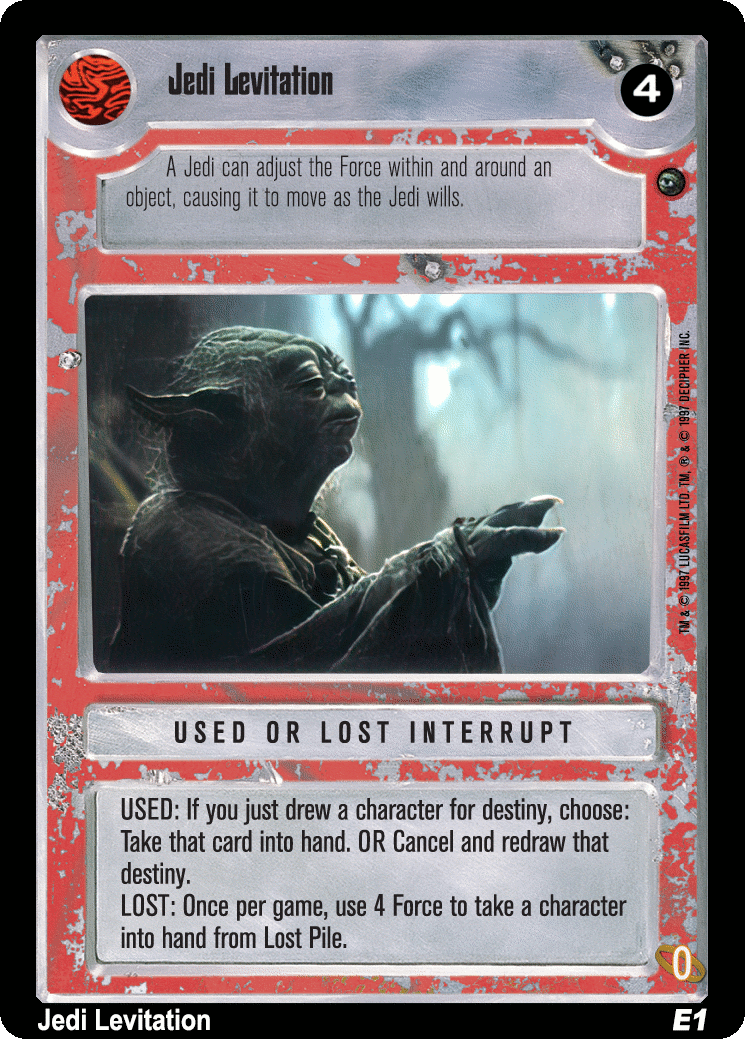 Jedi Levitation
4
A Jedi can adjust the Force within and around an
object, causing it to move as the Jedi wills.
TM & © 1997 LUCASFILM LTD. TM, ® & © 1997 DECIPHER INC.
USED OR LOST INTERRUPT
USED: If you just drew a character for destiny, choose:
Take that card into hand. OR Cancel and redraw that
destiny.
LOST: Once per game, use 4 Force to take a character
into hand from Lost Pile.
0
Jedi Levitation
E1